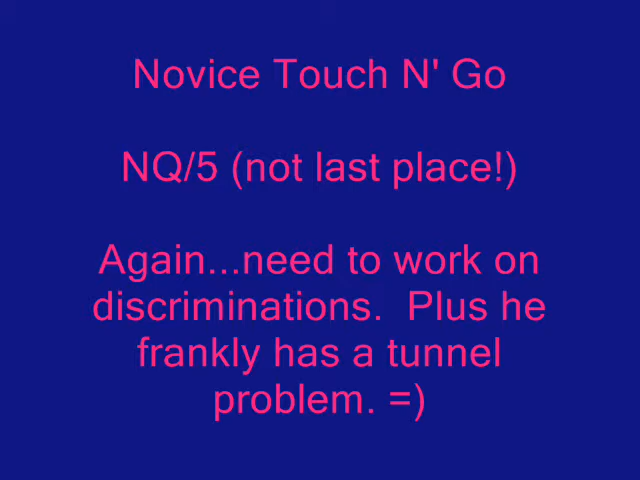 Novice Touch N' Go
NQ/5 (not last place!)
Again...need to work on
discriminations.  Plus he
frankly has a tunnel
problem. =)